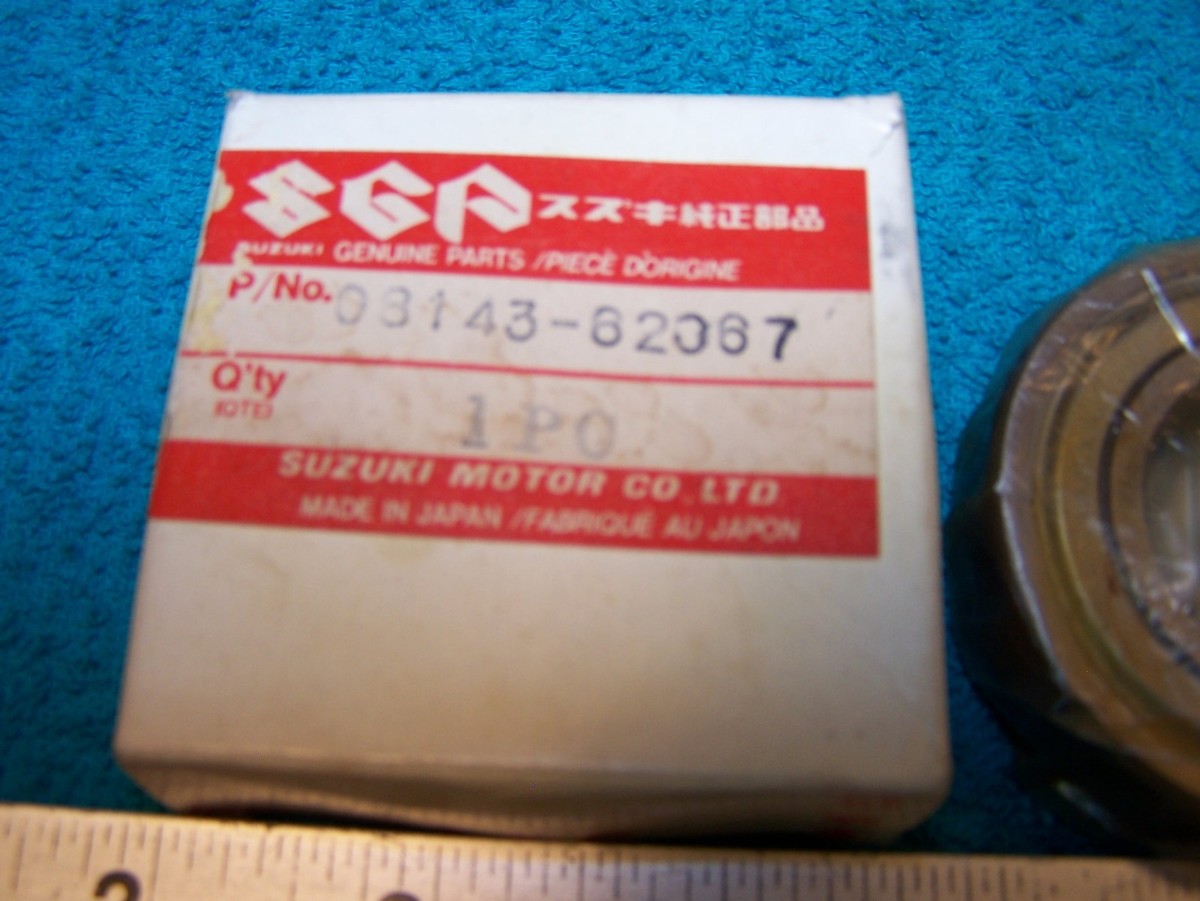 SGP スズキ純正部品
SUZUKI GENUINE PARTS / PIECE D'ORIGINE
P/No. 08143-62067
Q'ty 1PC
(QTE)
SUZUKI MOTOR CO.,LTD
MADE IN JAPAN / FABRIQUÉ AU JAPON